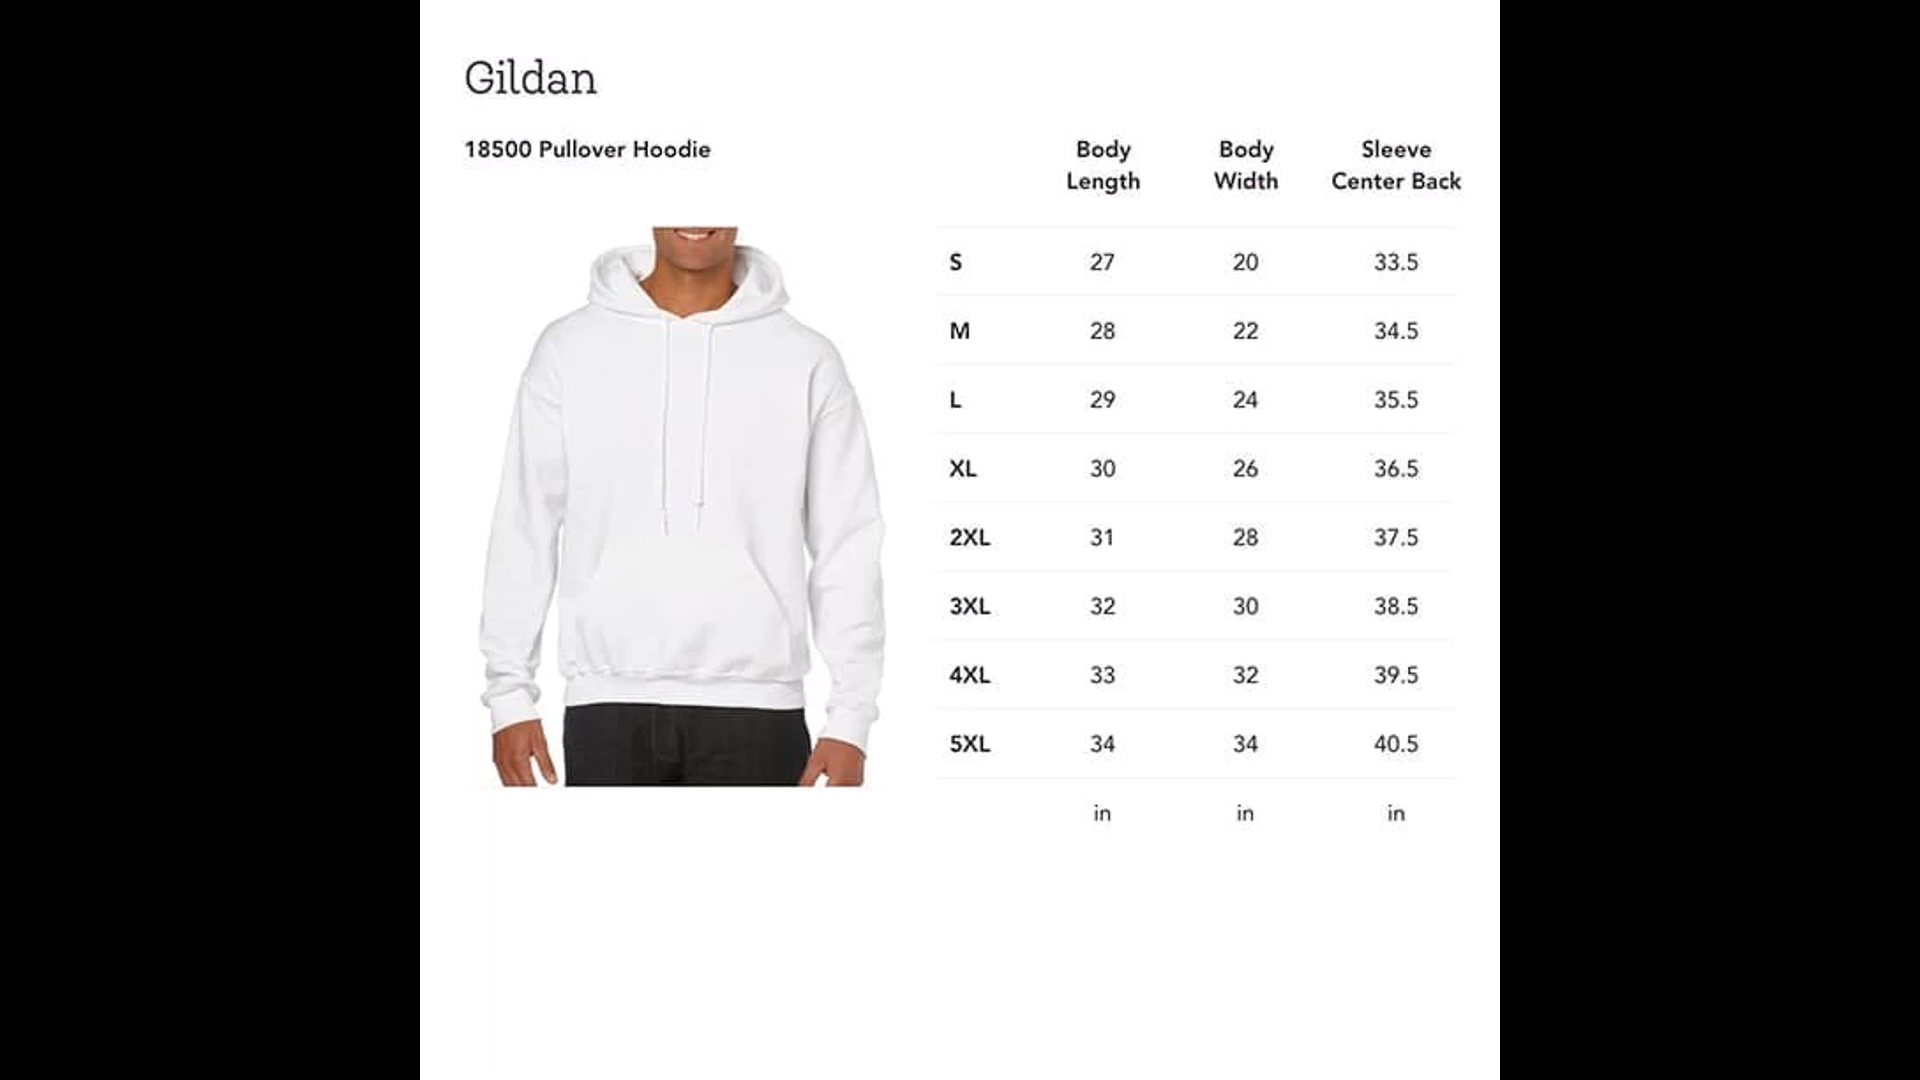 Gildan
18500 Pullover Hoodie
Body Length Body Width Sleeve Center Back
S 27 20 33.5
M 28 22 34.5
L 29 24 35.5
XL 30 26 36.5
2XL 31 28 37.5
3XL 32 30 38.5
4XL 33 32 39.5
5XL 34 34 40.5
in in in